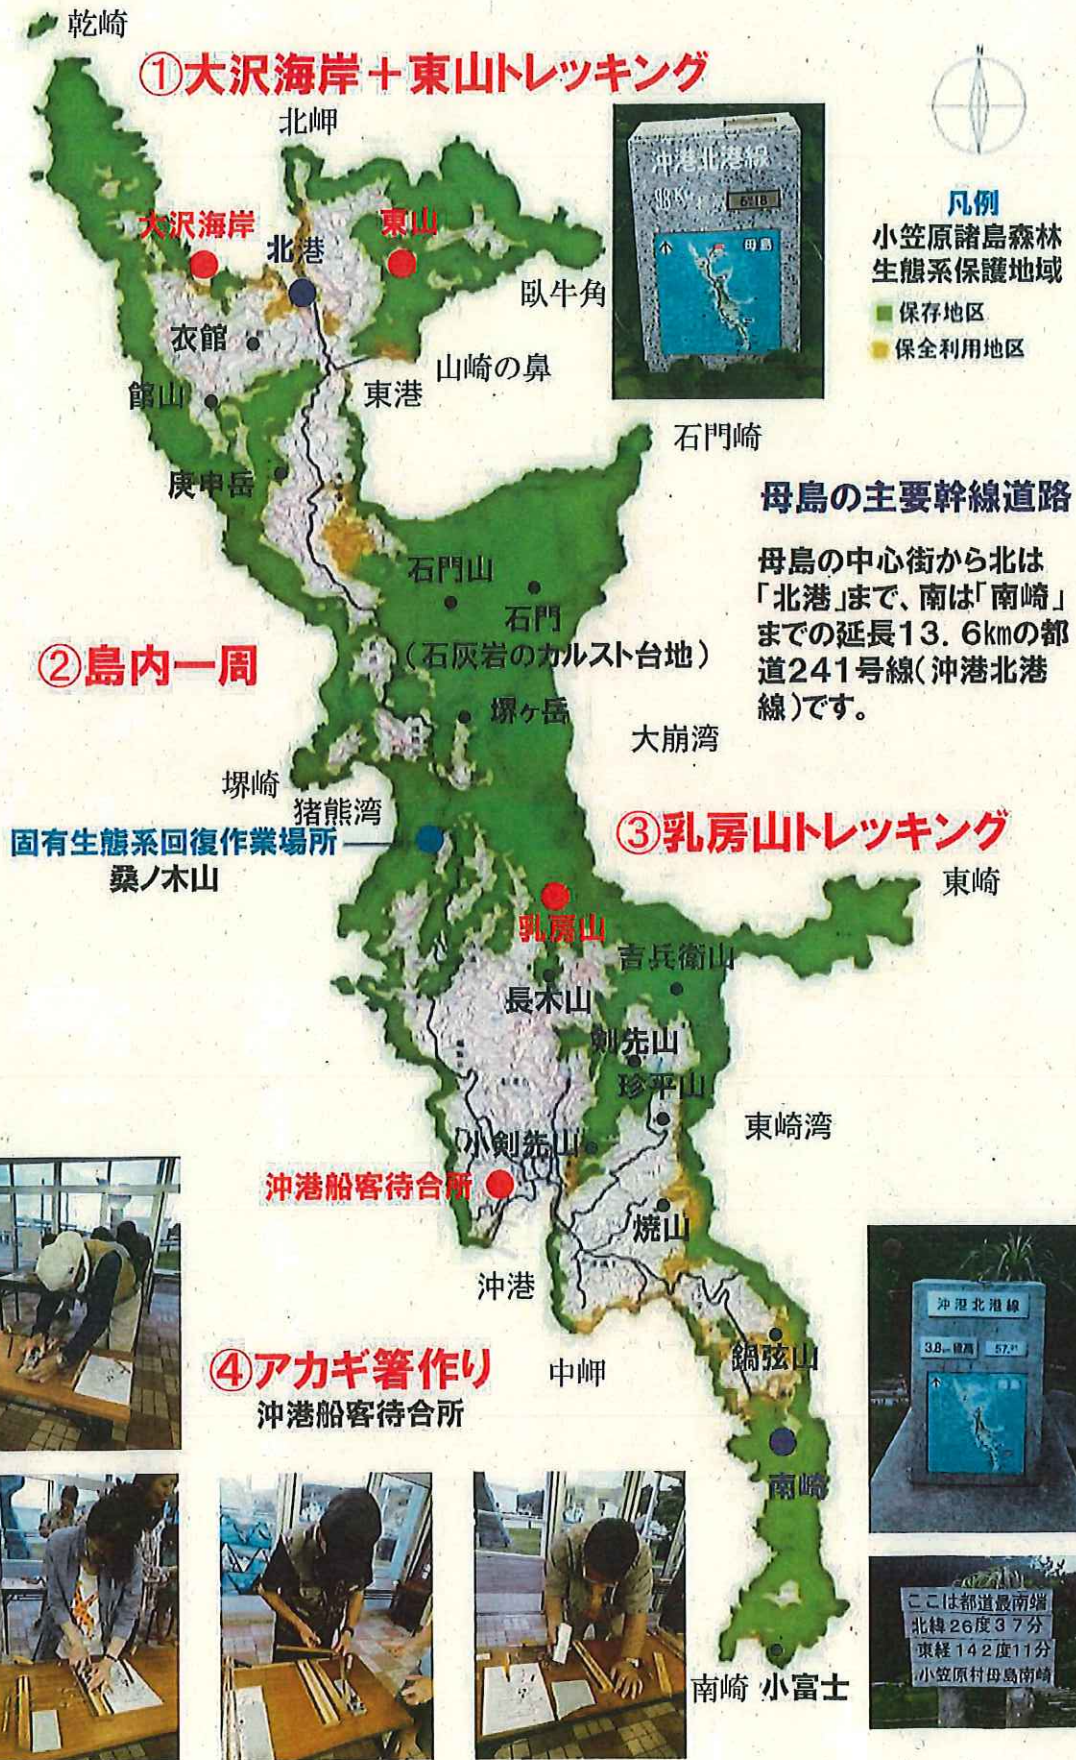 乾崎
①大沢海岸＋東山トレッキング
北岬
沖港北港線
母島
凡例
小笠原諸島森林
生態系保護地域
保存地区
保全利用地区
大沢海岸
東山
北港
臥牛角
衣館
山崎の鼻
館山
東港
石門崎
庚申岳
母島の主要幹線道路
母島の中心街から北は
「北港」まで、南は「南崎」
までの延長13.6㎞の都
道241号線(沖港北港
線)です。
石門山
石門
(石灰岩のカルスト台地)
②島内一周
堺ヶ岳
大崩湾
堺崎
猪熊湾
固有生態系回復作業場所
桑ノ木山
③乳房山トレッキング
東崎
乳房山
吉兵衛山
長木山
剣先山
珍平山
東崎湾
小剣先山
沖港船客待合所
焼山
沖港
沖港北港線
3.8
57.
④アカギ箸作り
沖港船客待合所
中岬
鍋弦山
南崎
ここは都道最南端
北緯26度37分
東経142度11分
小笠原村母島南崎
南崎 小富士